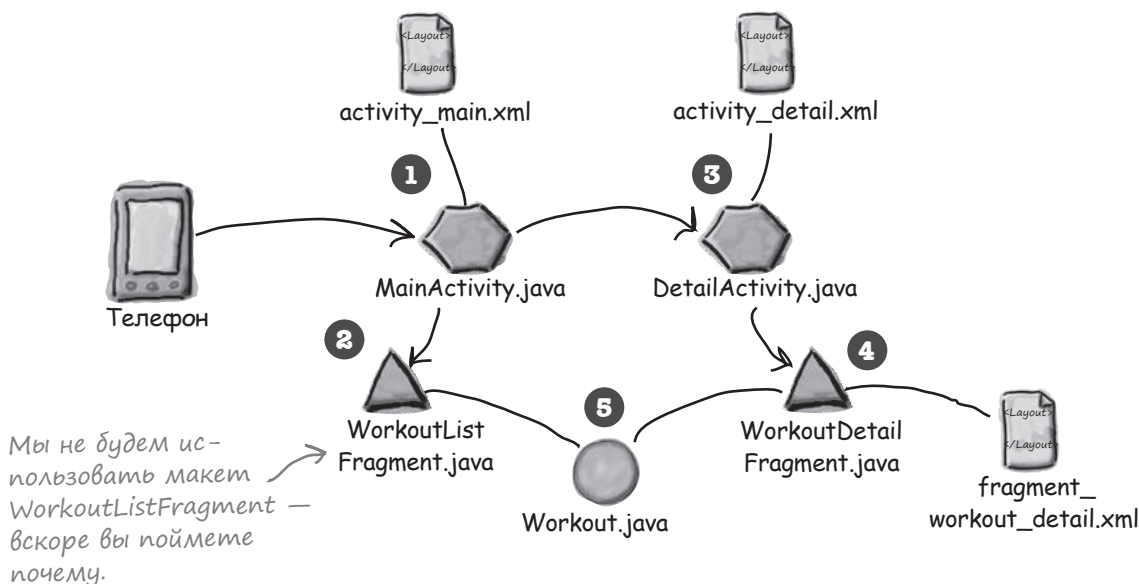 <Layout>
</Layout>
activity_main.xml
<Layout>
</Layout>
activity_detail.xml
1
3
MainActivity.java
DetailActivity.java
Телефон
2
4
5
WorkoutList
Fragment.java
WorkoutDetail
Fragment.java
<Layout>
</Layout>
fragment_
workout_detail.xml
Workout.java
Мы не будем ис-
пользовать макет
WorkoutListFragment —
вскоре вы поймете
почему.